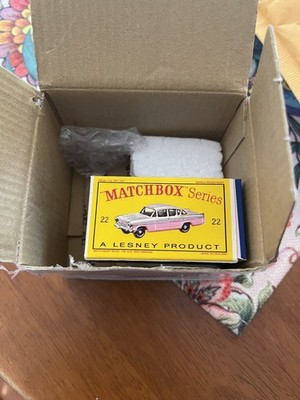 "MATCHBOX" Series
22 22
A LESNEY PRODUCT